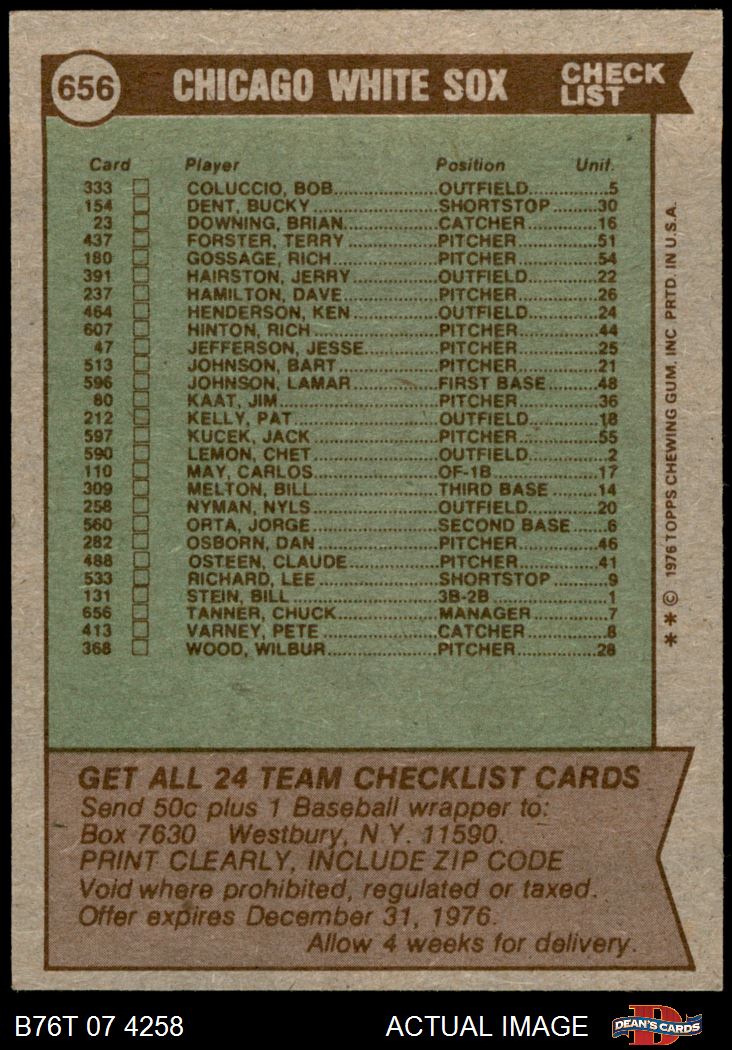 656 CHICAGO WHITE SOX CHECK LIST
Card Player Position Unif.
333 COLUCCIO, BOB OUTFIELD 5
154 DENT, BUCKY SHORTSTOP 30
23 DOWNING, BRIAN CATCHER 16
437 FORSTER, TERRY PITCHER 51
180 GOSSAGE, RICH PITCHER 54
391 HAIRSTON, JERRY OUTFIELD 22
237 HAMILTON, DAVE PITCHER 26
464 HENDERSON, KEN OUTFIELD 24
607 HINTON, RICH PITCHER 44
47 JEFFERSON, JESSE PITCHER 25
513 JOHNSON, BART PITCHER 21
596 JOHNSON, LAMAR FIRST BASE 48
80 KAAT, JIM PITCHER 36
212 KELLY, PAT OUTFIELD 18
597 KUCEK, JACK PITCHER 55
590 LEMON, CHET OUTFIELD 2
110 MAY, CARLOS OF-1B 17
309 MELTON, BILL THIRD BASE 14
258 NYMAN, NYLS OUTFIELD 20
560 ORTA, JORGE SECOND BASE 6
282 OSBORN, DAN PITCHER 46
488 OSTEEN, CLAUDE PITCHER 41
533 RICHARD, LEE SHORTSTOP 9
131 STEIN, BILL 3B-2B 1
656 TANNER, CHUCK MANAGER 7
413 VARNEY, PETE CATCHER 8
368 WOOD, WILBUR PITCHER 28
** © 1976 TOPPS CHEWING GUM, INC PRTD. IN U.S.A.
GET ALL 24 TEAM CHECKLIST CARDS
Send 50c plus 1 Baseball wrapper to:
Box 7630 Westbury, N.Y. 11590.
PRINT CLEARLY, INCLUDE ZIP CODE
Void where prohibited, regulated or taxed.
Offer expires December 31, 1976.
Allow 4 weeks for delivery.
B76T 07 4258 ACTUAL IMAGE D DEAN'S CARDS